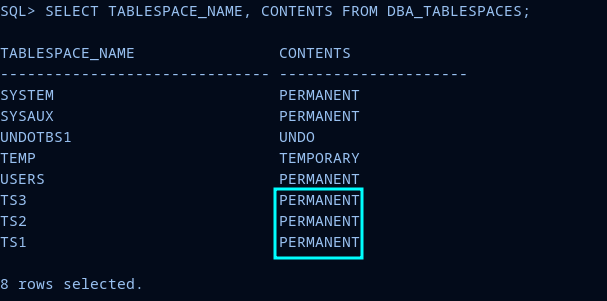 SQL> SELECT TABLESPACE_NAME, CONTENTS FROM DBA_TABLESPACES;
TABLESPACE_NAME                CONTENTS
------------------------------ ---------------------
SYSTEM                         PERMANENT
SYSAUX                         PERMANENT
UNDOTBS1                       UNDO
TEMP                           TEMPORARY
USERS                          PERMANENT
TS3                            PERMANENT
TS2                            PERMANENT
TS1                            PERMANENT
8 rows selected.